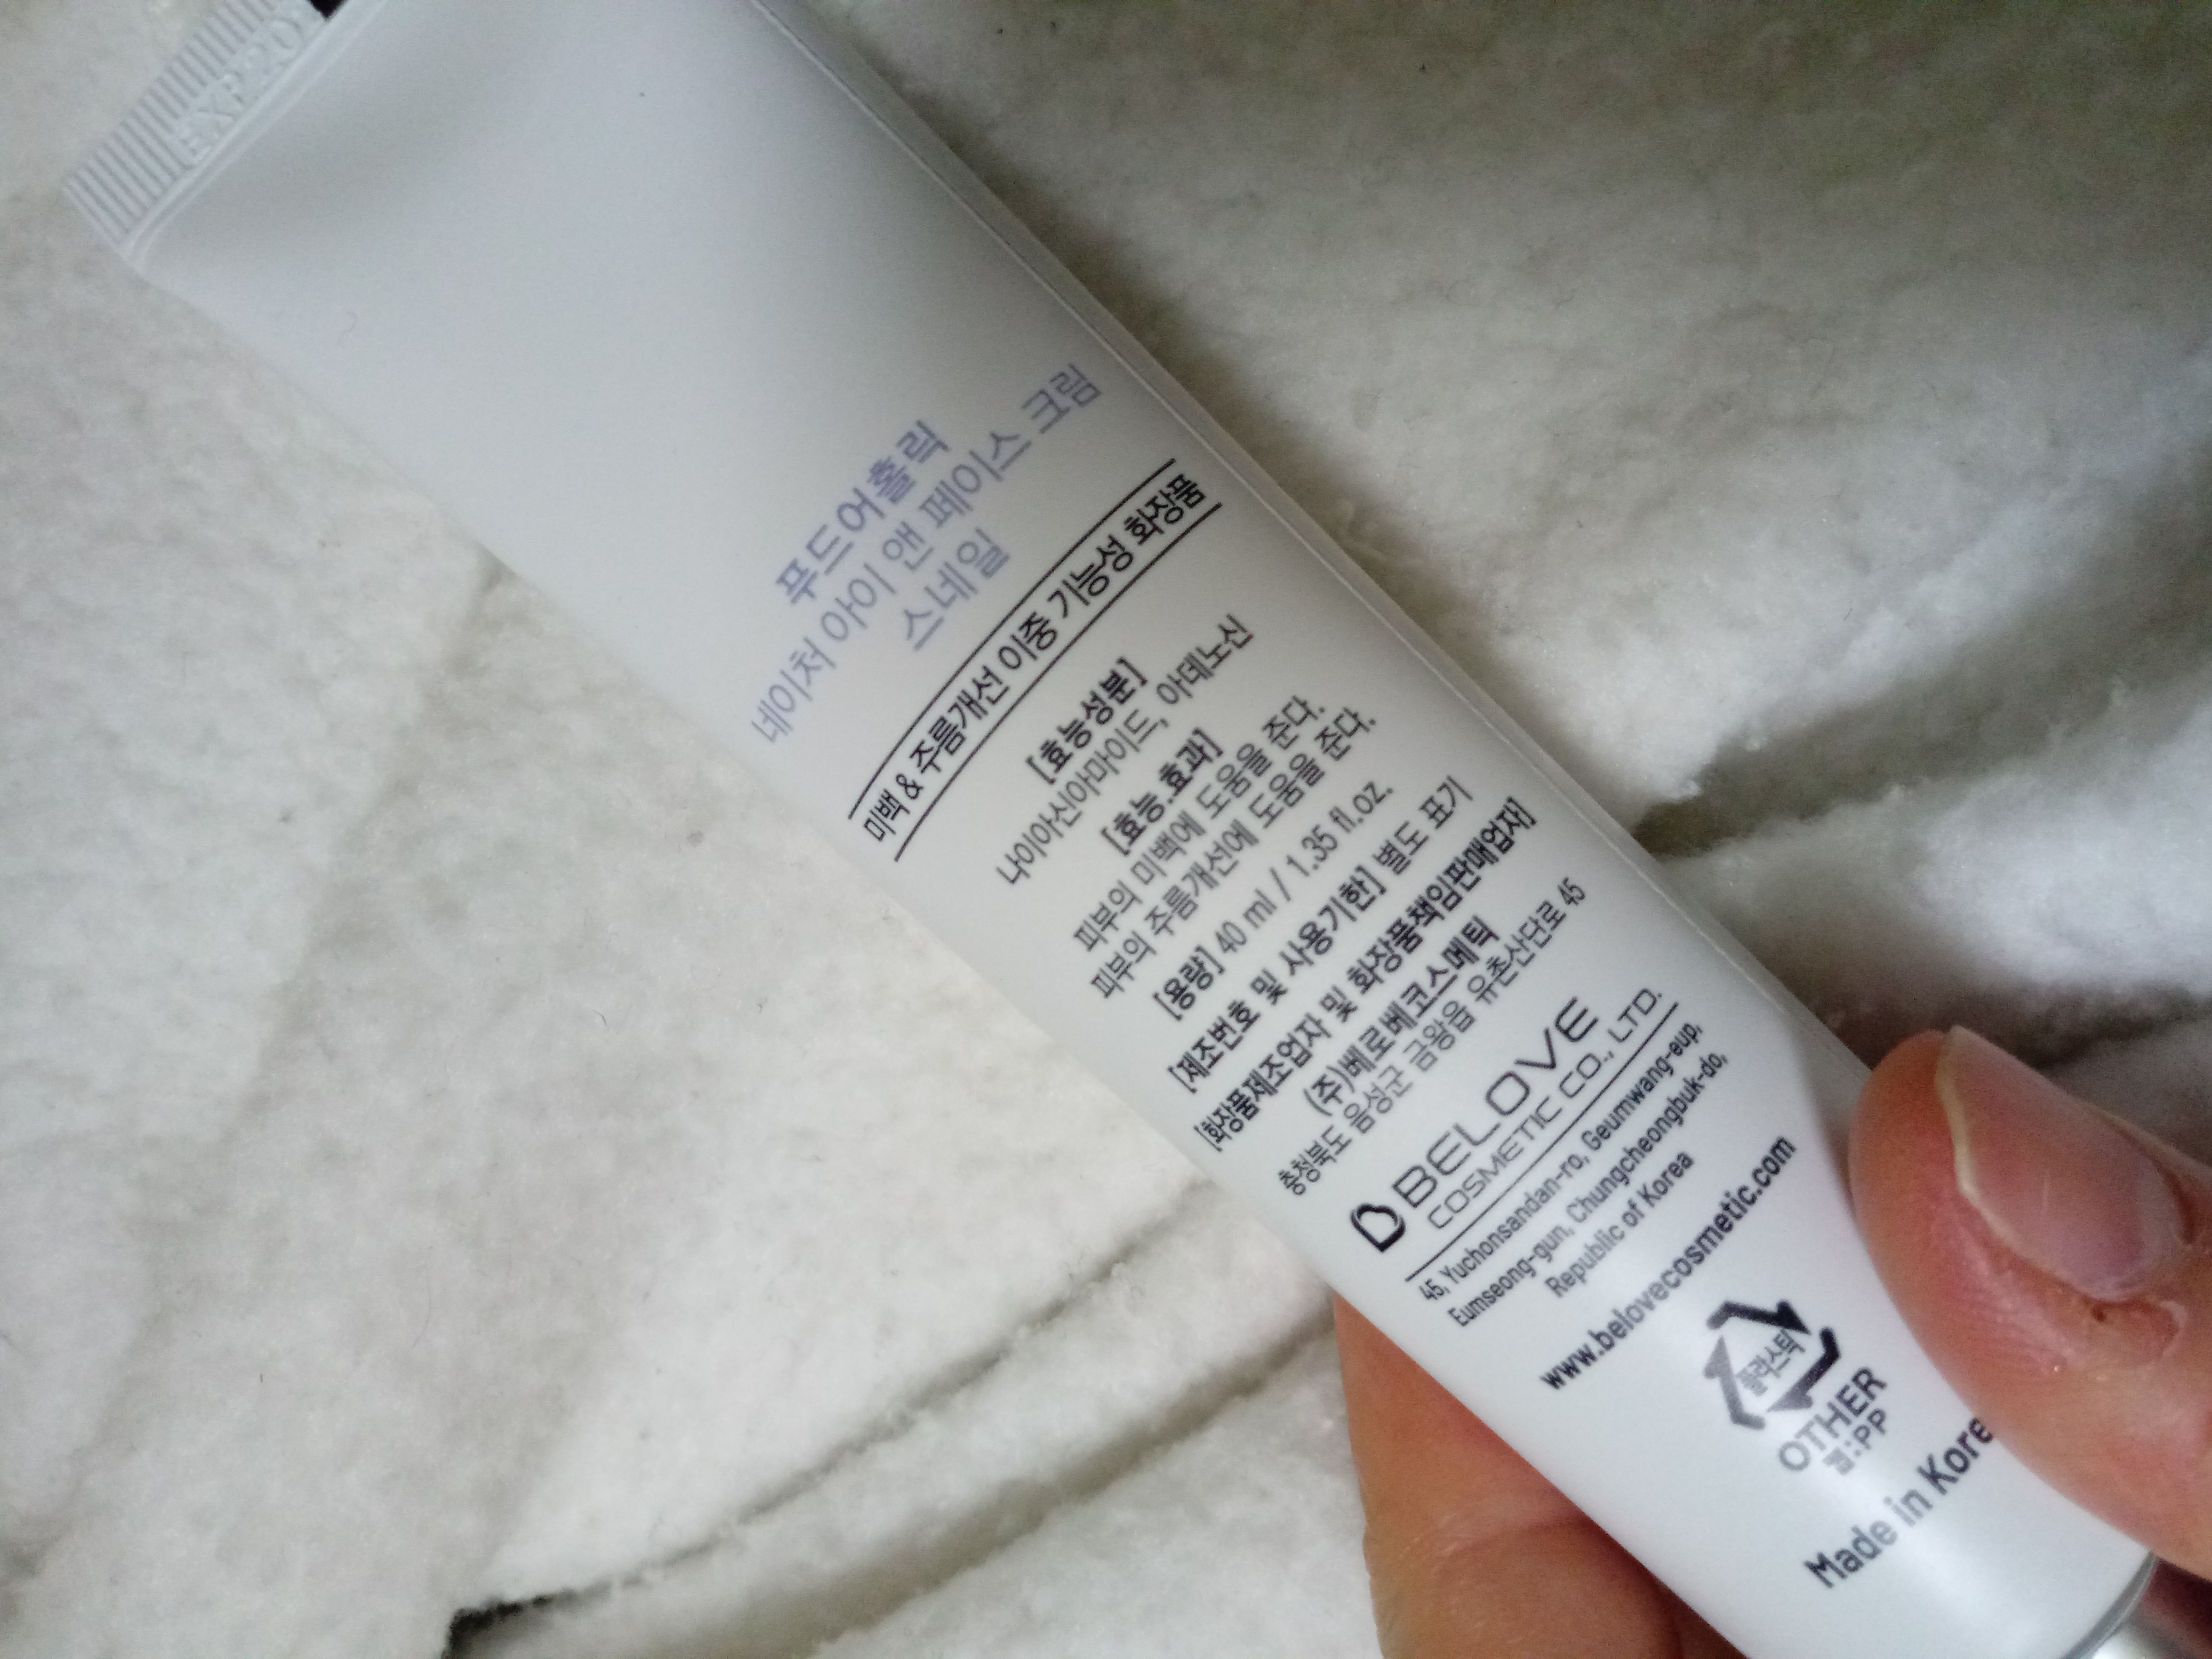 EXP 20
푸드어홀릭
네이처 아이 앤 페이스 크림
스네일
미백 & 주름개선 이중 기능성 화장품
[효능성분]
나이아신아마이드, 아데노신
[효능.효과]
피부의 미백에 도움을 준다.
피부의 주름개선에 도움을 준다.
[용량] 40 ml / 1.35 fl.oz.
[제조번호 및 사용기한] 별도 표기
[화장품제조업자 및 화장품책임판매업자]
(주)베로베코스메틱
충청북도 음성군 금왕읍 유촌산단로 45
BELOVE
COSMETIC CO., LTD.
45, Yuchonsandan-ro, Geumwang-eup,
Eumseong-gun, Chungcheongbuk-do,
Republic of Korea
www.belovecosmetic.com
플라스틱
OTHER
캡:PP
Made in Kore